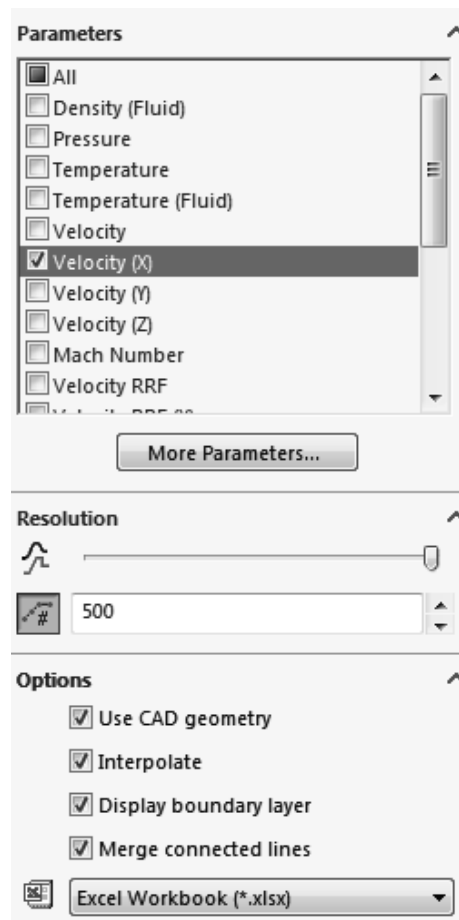 Parameters
All
Density (Fluid)
Pressure
Temperature
Temperature (Fluid)
Velocity
Velocity (X)
Velocity (Y)
Velocity (Z)
Mach Number
Velocity RRF
More Parameters...
Resolution
#
500
Options
Use CAD geometry
Interpolate
Display boundary layer
Merge connected lines
Excel Workbook (*.xlsx)